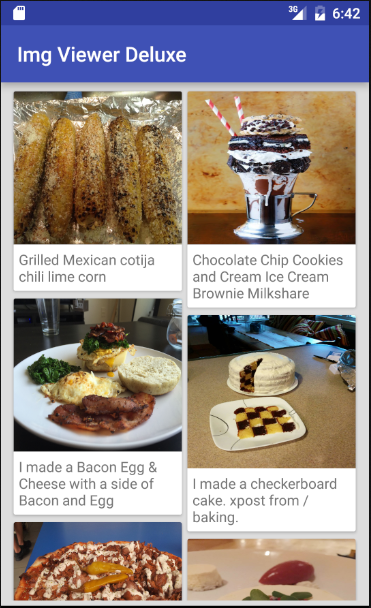 3G
6:42
Img Viewer Deluxe
Grilled Mexican cotija
chili lime corn
Chocolate Chip Cookies
and Cream Ice Cream
Brownie Milkshare
I made a Bacon Egg &
Cheese with a side of
Bacon and Egg
I made a checkerboard
cake. xpost from /
baking.